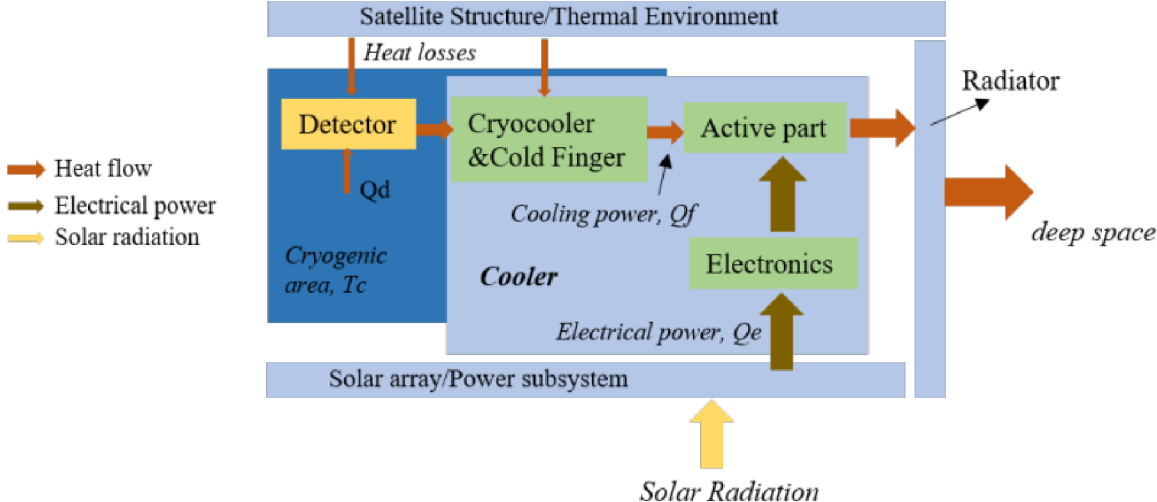 Satellite Structure/Thermal Environment
Heat losses
Radiator
Detector
Cryocooler
&Cold Finger
Active part
Heat flow
Electrical power
Solar radiation
Qd
Cooling power, Qf
deep space
Cryogenic
area, Tc
Cooler
Electronics
Electrical power, Qe
Solar array/Power subsystem
Solar Radiation